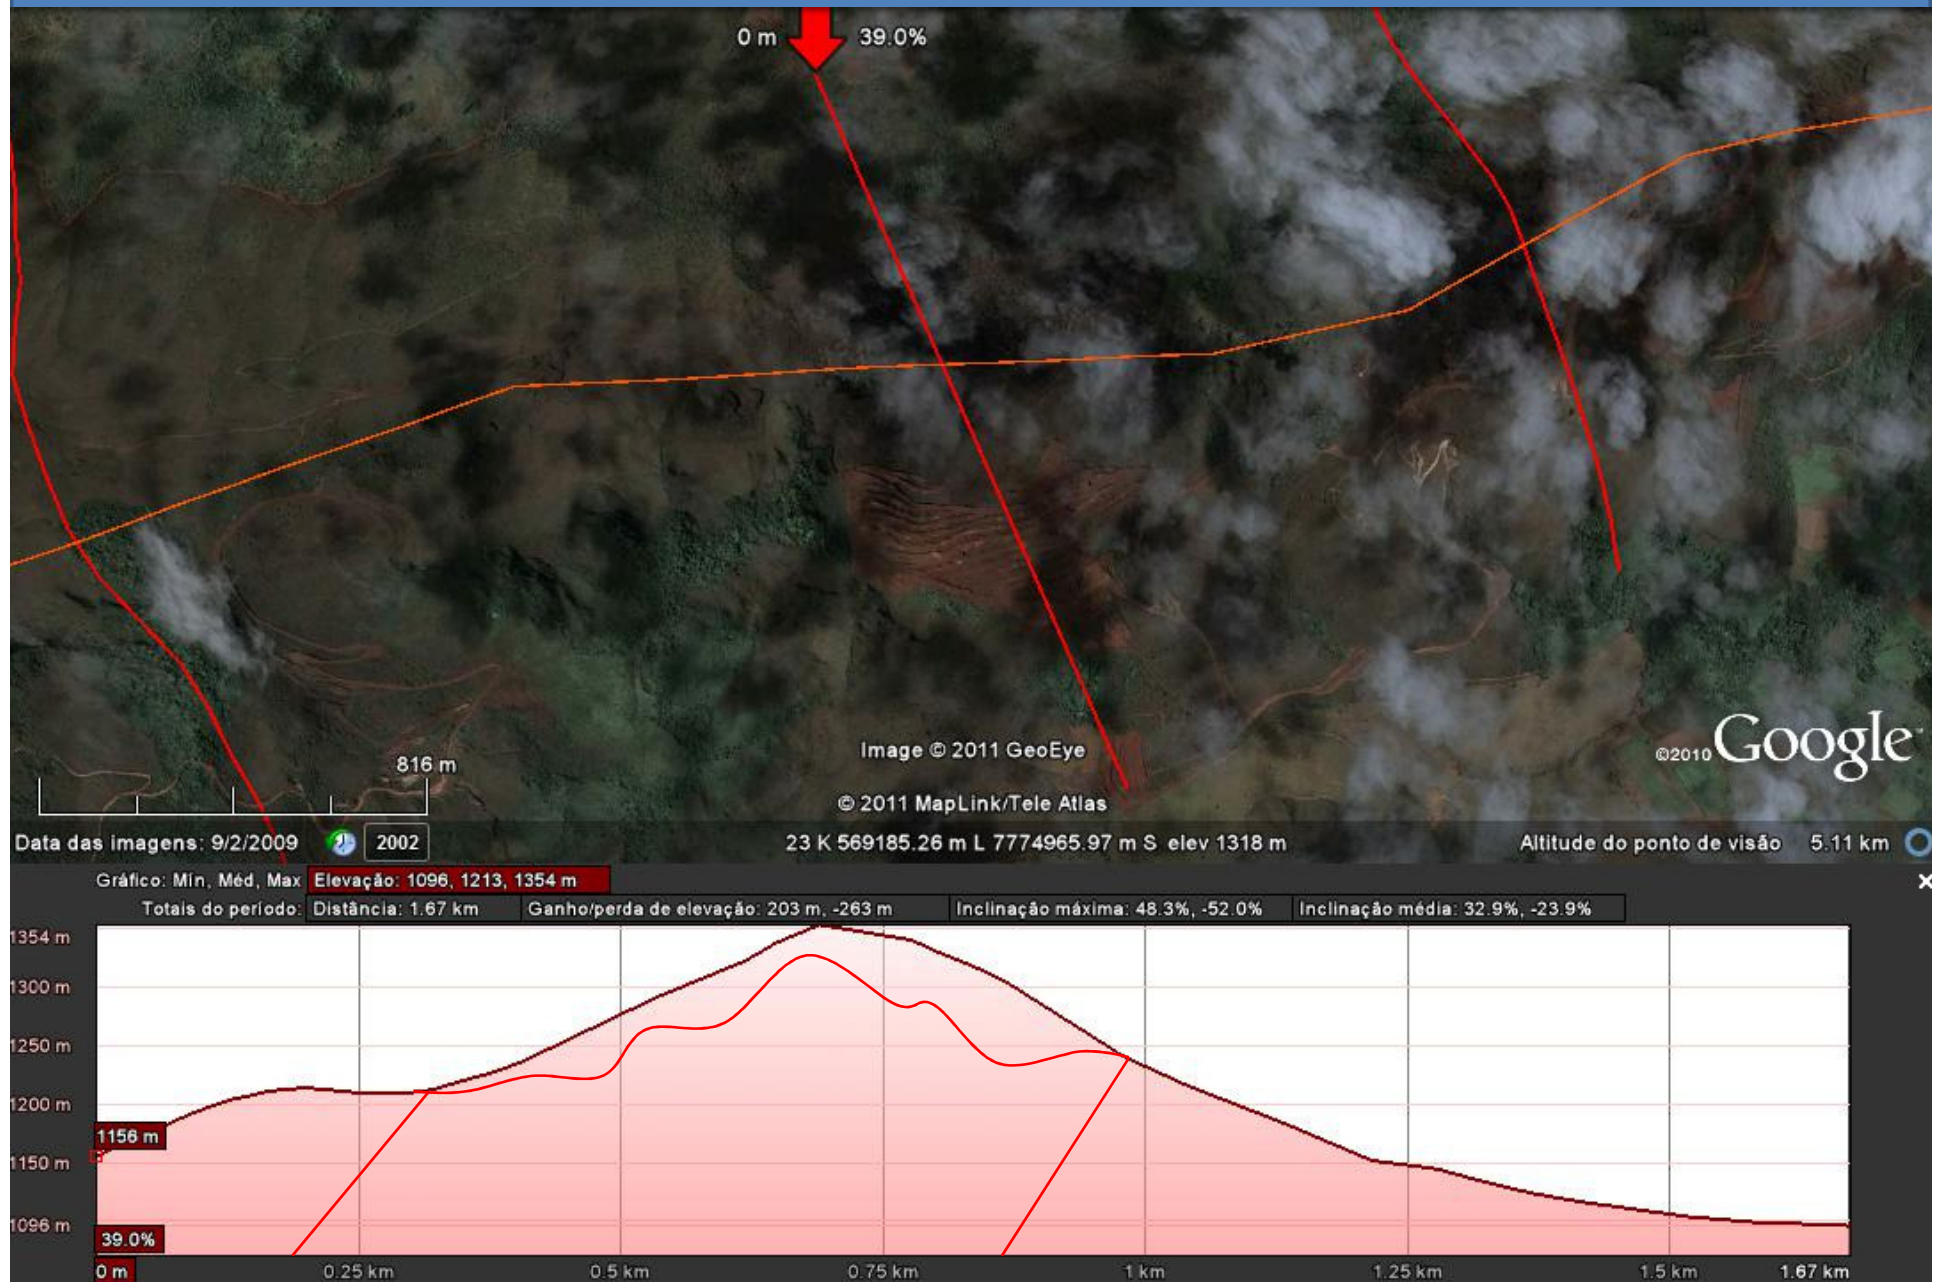 0 m 39.0%
Image © 2011 GeoEye
©2010 Google
816 m
© 2011 MapLink/Tele Atlas
Data das imagens: 9/2/2009 2002 23 K 569185.26 m L 7774965.97 m S elev 1318 m Altitude do ponto de visão 5.11 km
Gráfico: Mín, Méd, Max Elevação: 1096, 1213, 1354 m
Totais do período: Distância: 1.67 km Ganho/perda de elevação: 203 m, -263 m Inclinação máxima: 48.3%, -52.0% Inclinação média: 32.9%, -23.9%
1354 m
1300 m
1250 m
1200 m
1156 m
1150 m
1096 m
39.0%
0 m 0.25 km 0.5 km 0.75 km 1 km 1.25 km 1.5 km 1.67 km